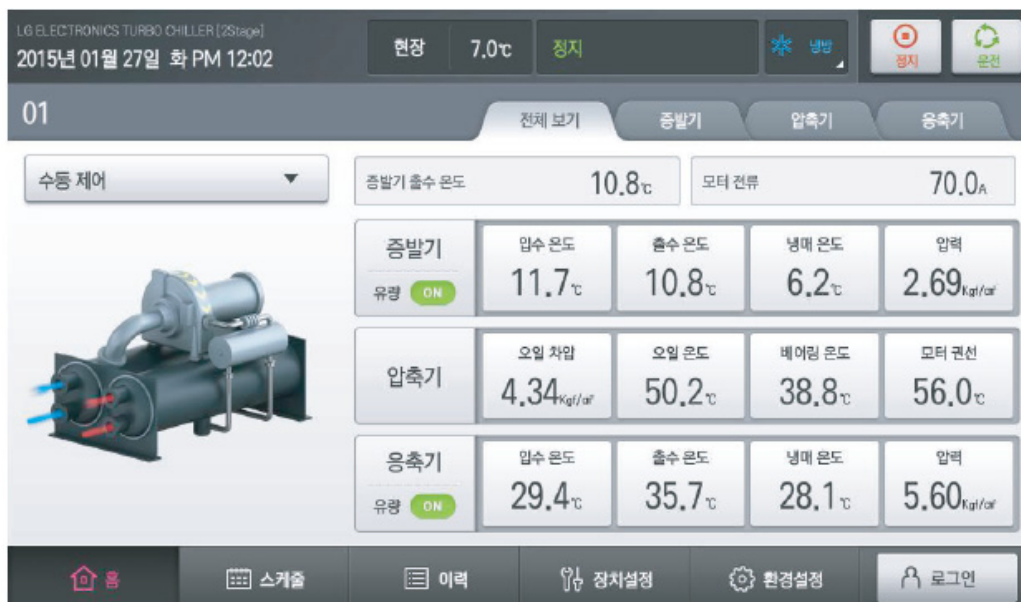 LG ELECTRONICS TURBO CHILLER [2Stage]
2015년 01월 27일 화 PM 12:02
현장 7.0℃ 정지
냉방
정지
운전
01
전체 보기 증발기 압축기 응축기
수동 제어
증발기 출수 온도 10.8℃
모터 전류 70.0A
증발기
유량 ON
입수 온도 출수 온도 냉매 온도 압력
11.7℃ 10.8℃ 6.2℃ 2.69Kgf/㎠
압축기
오일 차압 오일 온도 베어링 온도 모터 권선
4.34Kgf/㎠ 50.2℃ 38.8℃ 56.0℃
응축기
유량 ON
입수 온도 출수 온도 냉매 온도 압력
29.4℃ 35.7℃ 28.1℃ 5.60Kgf/㎠
홈 스케줄 이력 장치설정 환경설정 로그인